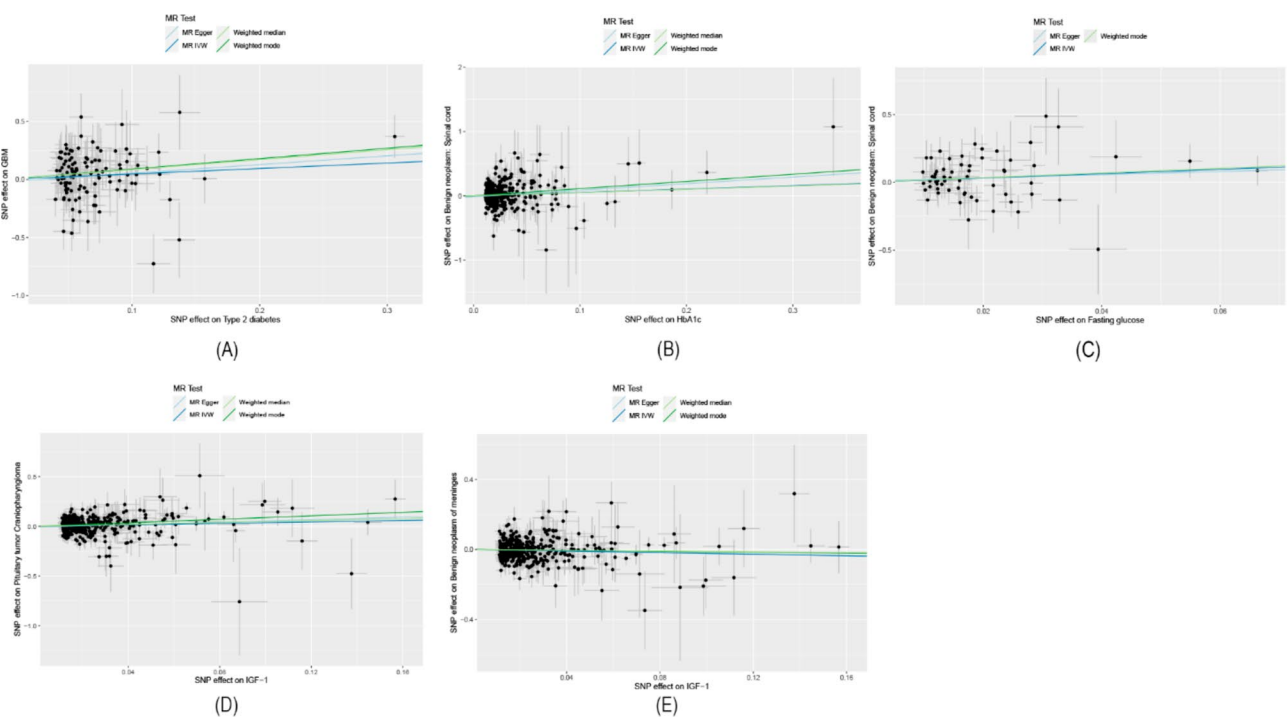 MR Test
MR Egger Weighted median
MR IVW Weighted mode
SNP effect on GBM
0.5
0.0
−0.5
−1.0
0.1 0.2 0.3
SNP effect on Type 2 diabetes
(A)
MR Test
MR Egger Weighted median
MR IVW Weighted mode
SNP effect on Benign neoplasm: Spinal cord
2
1
0
−1
0.0 0.1 0.2 0.3
SNP effect on HbA1c
(B)
MR Test
MR Egger Weighted mode
MR IVW
SNP effect on Benign neoplasm: Spinal cord
0.5
0.0
−0.5
0.02 0.04 0.06
SNP effect on Fasting glucose
(C)
MR Test
MR Egger Weighted median
MR IVW Weighted mode
SNP effect on Pituitary tumor Craniopharyngioma
0.5
0.0
−0.5
−1.0
0.04 0.08 0.12 0.16
SNP effect on IGF−1
(D)
MR Test
MR Egger Weighted median
MR IVW Weighted mode
SNP effect on Benign neoplasm of meninges
0.4
0.0
−0.4
0.04 0.08 0.12 0.16
SNP effect on IGF−1
(E)